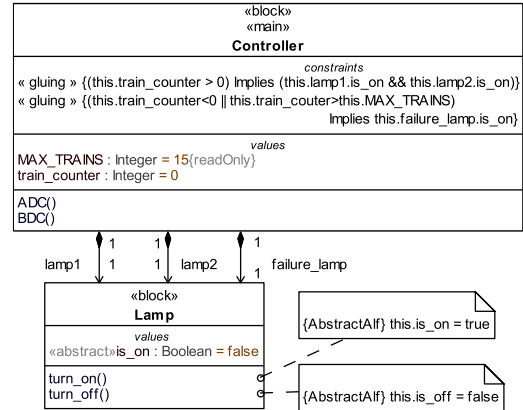 «block»
«main»
Controller
constraints
« gluing » {(this.train_counter > 0) Implies (this.lamp1.is_on && this.lamp2.is_on)}
« gluing » {(this.train_counter<0 || this.train_couter>this.MAX_TRAINS)
Implies this.failure_lamp.is_on}
values
MAX_TRAINS : Integer = 15{readOnly}
train_counter : Integer = 0
ADC()
BDC()
1 1 1
lamp1 1 1 lamp2 1 failure_lamp
«block»
Lamp
values
«abstract»is_on : Boolean = false
turn_on()
turn_off()
{AbstractAlf} this.is_on = true
{AbstractAlf} this.is_off = false